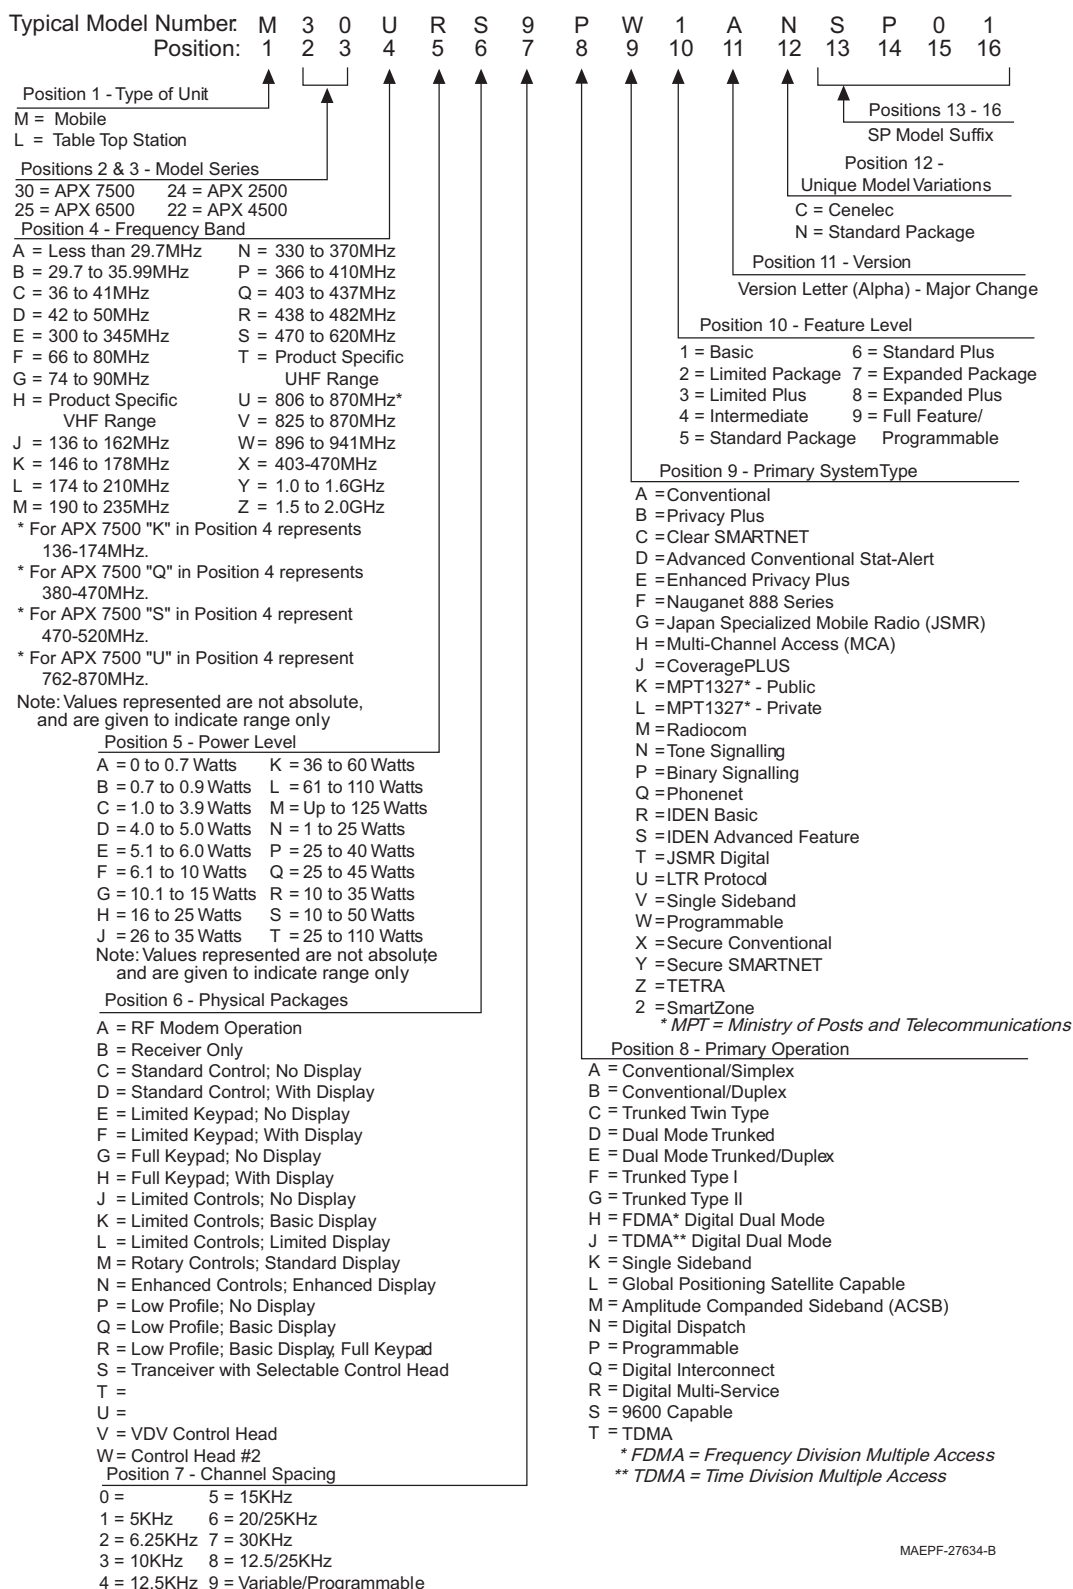 Typical Model Number: M 3 0 U R S 9 P W 1 A N S P 0 1
Position: 1 2 3 4 5 6 7 8 9 10 11 12 13 14 15 16
Position 1 - Type of Unit
M = Mobile
L = Table Top Station
Positions 2 & 3 - Model Series
30 = APX 7500 24 = APX 2500
25 = APX 6500 22 = APX 4500
Position 4 - Frequency Band
A = Less than 29.7MHz N = 330 to 370MHz
B = 29.7 to 35.99MHz P = 366 to 410MHz
C = 36 to 41MHz Q = 403 to 437MHz
D = 42 to 50MHz R = 438 to 482MHz
E = 300 to 345MHz S = 470 to 620MHz
F = 66 to 80MHz T = Product Specific
G = 74 to 90MHz UHF Range
H = Product Specific U = 806 to 870MHz*
VHF Range V = 825 to 870MHz
J = 136 to 162MHz W = 896 to 941MHz
K = 146 to 178MHz X = 403-470MHz
L = 174 to 210MHz Y = 1.0 to 1.6GHz
M = 190 to 235MHz Z = 1.5 to 2.0GHz
* For APX 7500 "K" in Position 4 represents
136-174MHz.
* For APX 7500 "Q" in Position 4 represents
380-470MHz.
* For APX 7500 "S" in Position 4 represent
470-520MHz.
* For APX 7500 "U" in Position 4 represent
762-870MHz.
Note: Values represented are not absolute,
and are given to indicate range only
Position 5 - Power Level
A = 0 to 0.7 Watts K = 36 to 60 Watts
B = 0.7 to 0.9 Watts L = 61 to 110 Watts
C = 1.0 to 3.9 Watts M = Up to 125 Watts
D = 4.0 to 5.0 Watts N = 1 to 25 Watts
E = 5.1 to 6.0 Watts P = 25 to 40 Watts
F = 6.1 to 10 Watts Q = 25 to 45 Watts
G = 10.1 to 15 Watts R = 10 to 35 Watts
H = 16 to 25 Watts S = 10 to 50 Watts
J = 26 to 35 Watts T = 25 to 110 Watts
Note: Values represented are not absolute,
and are given to indicate range only
Position 6 - Physical Packages
A = RF Modem Operation
B = Receiver Only
C = Standard Control; No Display
D = Standard Control; With Display
E = Limited Keypad; No Display
F = Limited Keypad; With Display
G = Full Keypad; No Display
H = Full Keypad; With Display
J = Limited Controls; No Display
K = Limited Controls; Basic Display
L = Limited Controls; Limited Display
M = Rotary Controls; Standard Display
N = Enhanced Controls; Enhanced Display
P = Low Profile; No Display
Q = Low Profile; Basic Display
R = Low Profile; Basic Display, Full Keypad
S = Tranceiver with Selectable Control Head
T =
U =
V = VDV Control Head
W = Control Head #2
Position 7 - Channel Spacing
0 = 5 = 15KHz
1 = 5KHz 6 = 20/25KHz
2 = 6.25KHz 7 = 30KHz
3 = 10KHz 8 = 12.5/25KHz
4 = 12.5KHz 9 = Variable/Programmable
Positions 13 - 16
SP Model Suffix
Position 12 -
Unique Model Variations
C = Cenelec
N = Standard Package
Position 11 - Version
Version Letter (Alpha) - Major Change
Position 10 - Feature Level
1 = Basic 6 = Standard Plus
2 = Limited Package 7 = Expanded Package
3 = Limited Plus 8 = Expanded Plus
4 = Intermediate 9 = Full Feature/
5 = Standard Package Programmable
Position 9 - Primary System Type
A = Conventional
B = Privacy Plus
C = Clear SMARTNET
D = Advanced Conventional Stat-Alert
E = Enhanced Privacy Plus
F = Nauganet 888 Series
G = Japan Specialized Mobile Radio (JSMR)
H = Multi-Channel Access (MCA)
J = CoveragePLUS
K = MPT1327* - Public
L = MPT1327* - Private
M = Radiocom
N = Tone Signalling
P = Binary Signalling
Q = Phonenet
R = IDEN Basic
S = IDEN Advanced Feature
T = JSMR Digital
U = LTR Protocol
V = Single Sideband
W = Programmable
X = Secure Conventional
Y = Secure SMARTNET
Z = TETRA
2 = SmartZone
* MPT = Ministry of Posts and Telecommunications
Position 8 - Primary Operation
A = Conventional/Simplex
B = Conventional/Duplex
C = Trunked Twin Type
D = Dual Mode Trunked
E = Dual Mode Trunked/Duplex
F = Trunked Type I
G = Trunked Type II
H = FDMA* Digital Dual Mode
J = TDMA** Digital Dual Mode
K = Single Sideband
L = Global Positioning Satellite Capable
M = Amplitude Companded Sideband (ACSB)
N = Digital Dispatch
P = Programmable
Q = Digital Interconnect
R = Digital Multi-Service
S = 9600 Capable
T = TDMA
* FDMA = Frequency Division Multiple Access
** TDMA = Time Division Multiple Access
MAEPF-27634-B